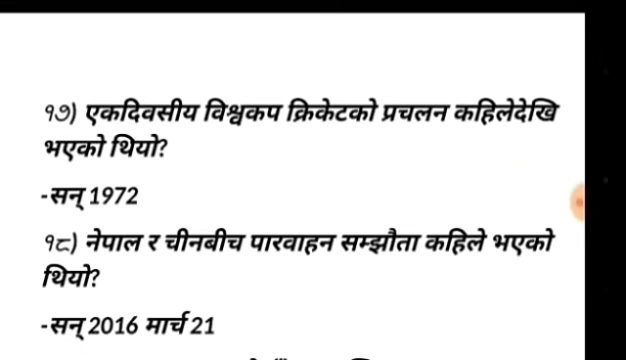 १७) एकदिवसीय विश्वकप क्रिकेटको प्रचलन कहिलेदेखि
भएको थियो?
-सन् 1972
१८) नेपाल र चीनबीच पारवाहन सम्झौता कहिले भएको
थियो?
-सन् 2016 मार्च 21